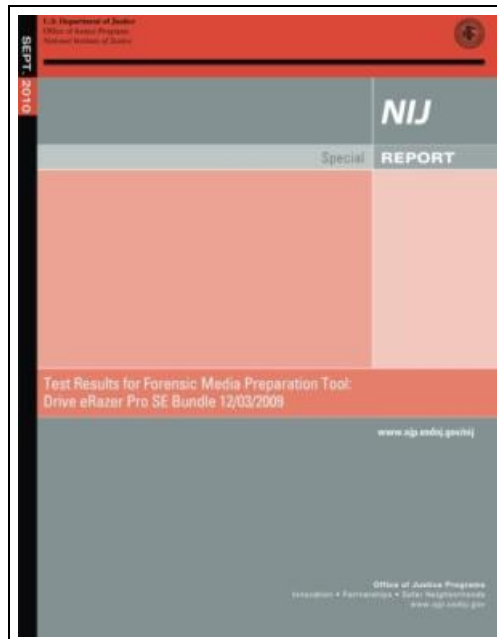 SEPT. 2010
U.S. Department of Justice
Office of Justice Programs
National Institute of Justice
NIJ
Special REPORT
Test Results for Forensic Media Preparation Tool:
Drive eRazer Pro SE Bundle 12/03/2009
www.ojp.usdoj.gov/nij
Office of Justice Programs
Innovation • Partnerships • Safer Neighborhoods
www.ojp.usdoj.gov